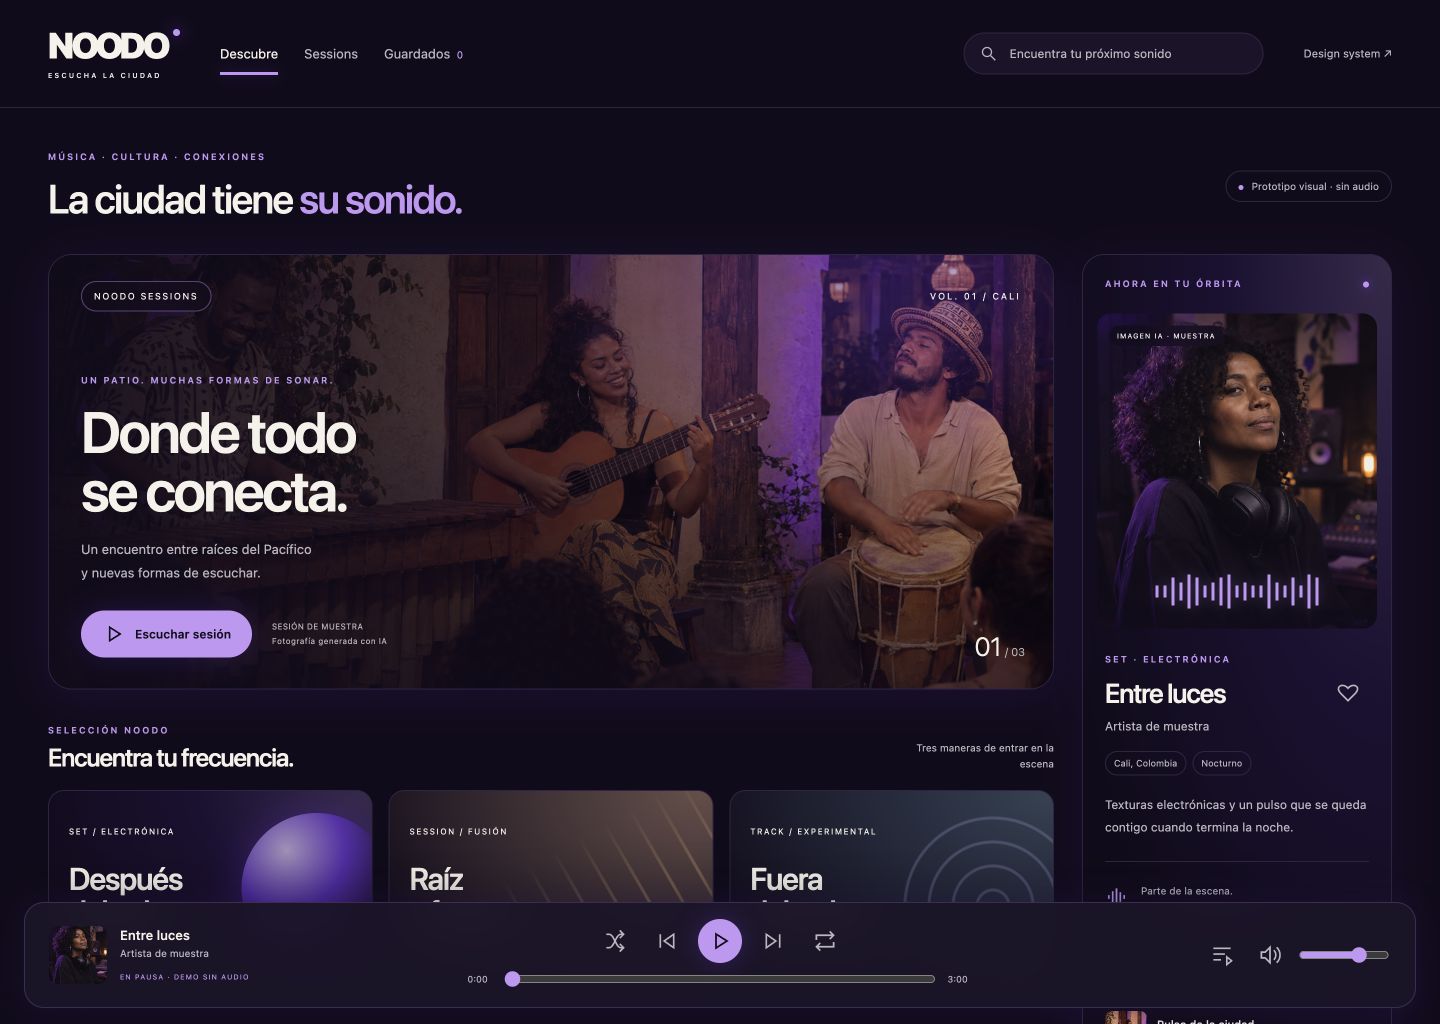 NOODO
ESCUCHA LA CIUDAD
Descubre
Sessions
Guardados 0
Encuentra tu próximo sonido
Design system ↗
MÚSICA · CULTURA · CONEXIONES
La ciudad tiene su sonido.
Prototipo visual · sin audio
NOODO SESSIONS
VOL. 01 / CALI
UN PATIO. MUCHAS FORMAS DE SONAR.
Donde todo
se conecta.
Un encuentro entre raíces del Pacífico
y nuevas formas de escuchar.
Escuchar sesión
SESIÓN DE MUESTRA
Fotografía generada con IA
01 / 03
AHORA EN TU ÓRBITA
IMAGEN IA · MUESTRA
SET · ELECTRÓNICA
Entre luces
Artista de muestra
Cali, Colombia
Nocturno
Texturas electrónicas y un pulso que se queda
contigo cuando termina la noche.
Parte de la escena.
SELECCIÓN NOODO
Encuentra tu frecuencia.
Tres maneras de entrar en la
escena
SET / ELECTRÓNICA
Después
SESSION / FUSIÓN
Raíz
TRACK / EXPERIMENTAL
Fuera
Entre luces
Artista de muestra
EN PAUSA · DEMO SIN AUDIO
0:00
3:00